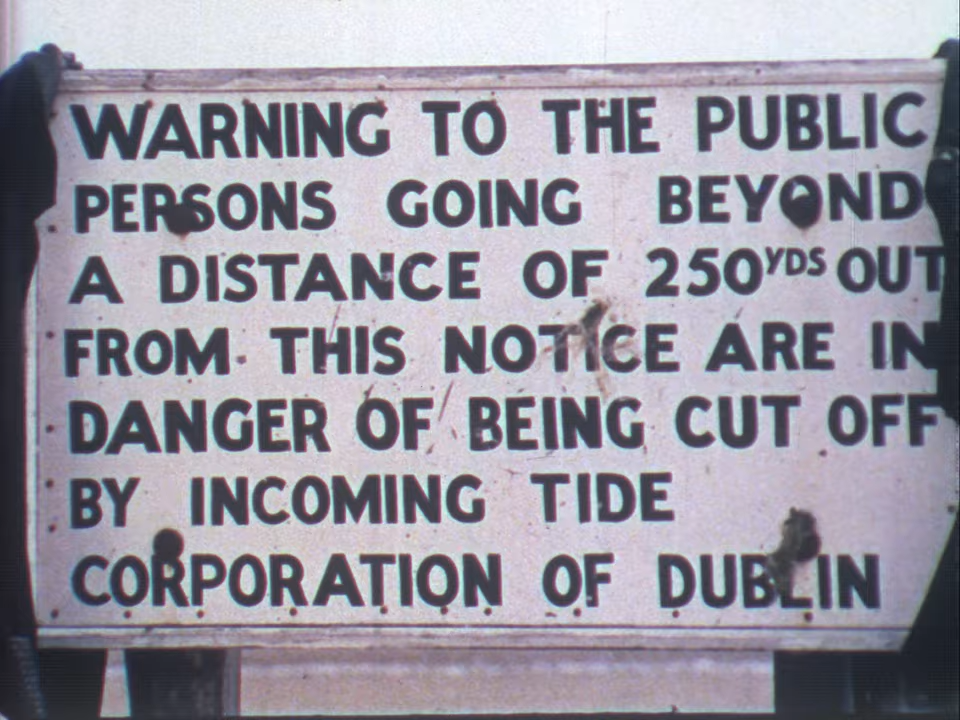 WARNING TO THE PUBLIC
PERSONS GOING BEYOND
A DISTANCE OF 250YDS OUT
FROM THIS NOTICE ARE IN
DANGER OF BEING CUT OFF
BY INCOMING TIDE
CORPORATION OF DUBLIN